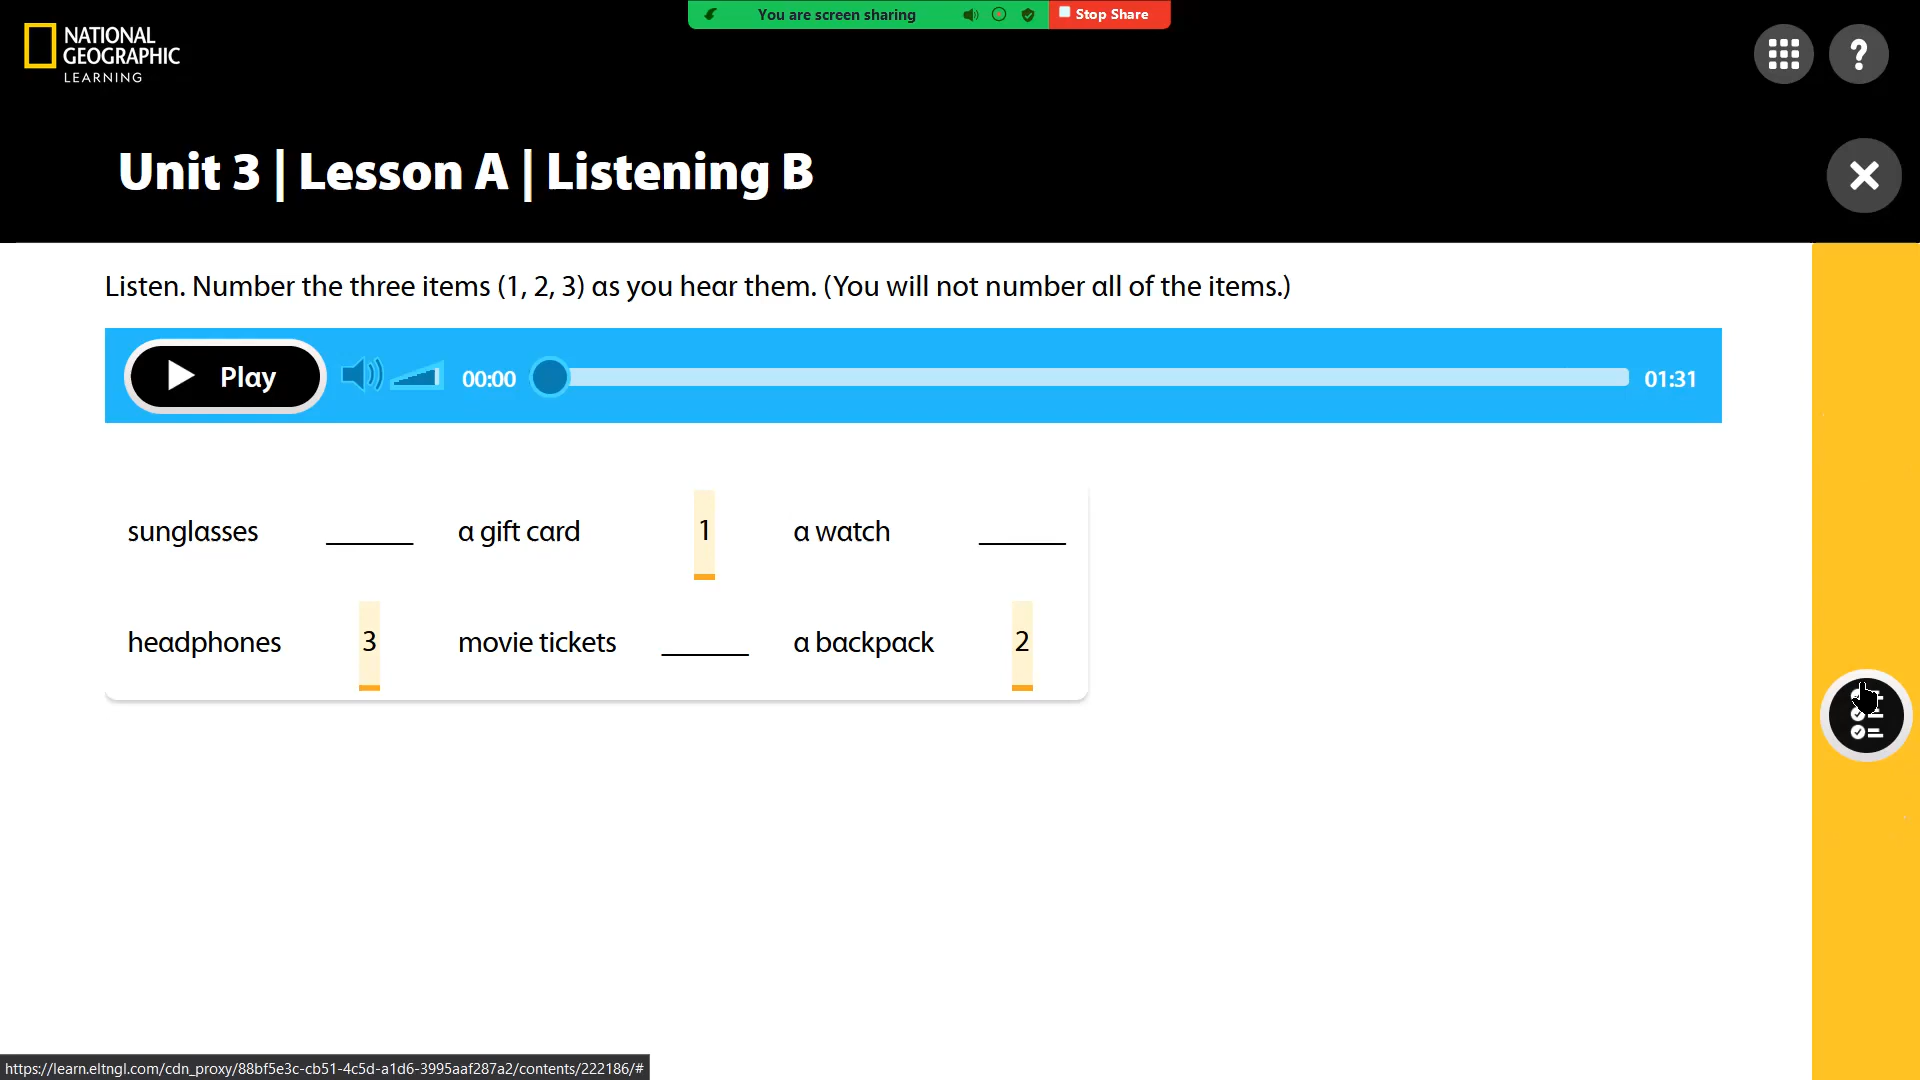 You are screen sharing
Stop Share
NATIONAL
GEOGRAPHIC
LEARNING
?
Unit 3 | Lesson A | Listening B
Listen. Number the three items (1, 2, 3) as you hear them. (You will not number all of the items.)
Play 00:00 01:31
sunglasses ______ a gift card 1 a watch ______
headphones 3 movie tickets ______ a backpack 2
https://learn.eltngl.com/cdn_proxy/88bf5e3c-cb51-4c5d-a1d6-3995aaf287a2/contents/222186/#